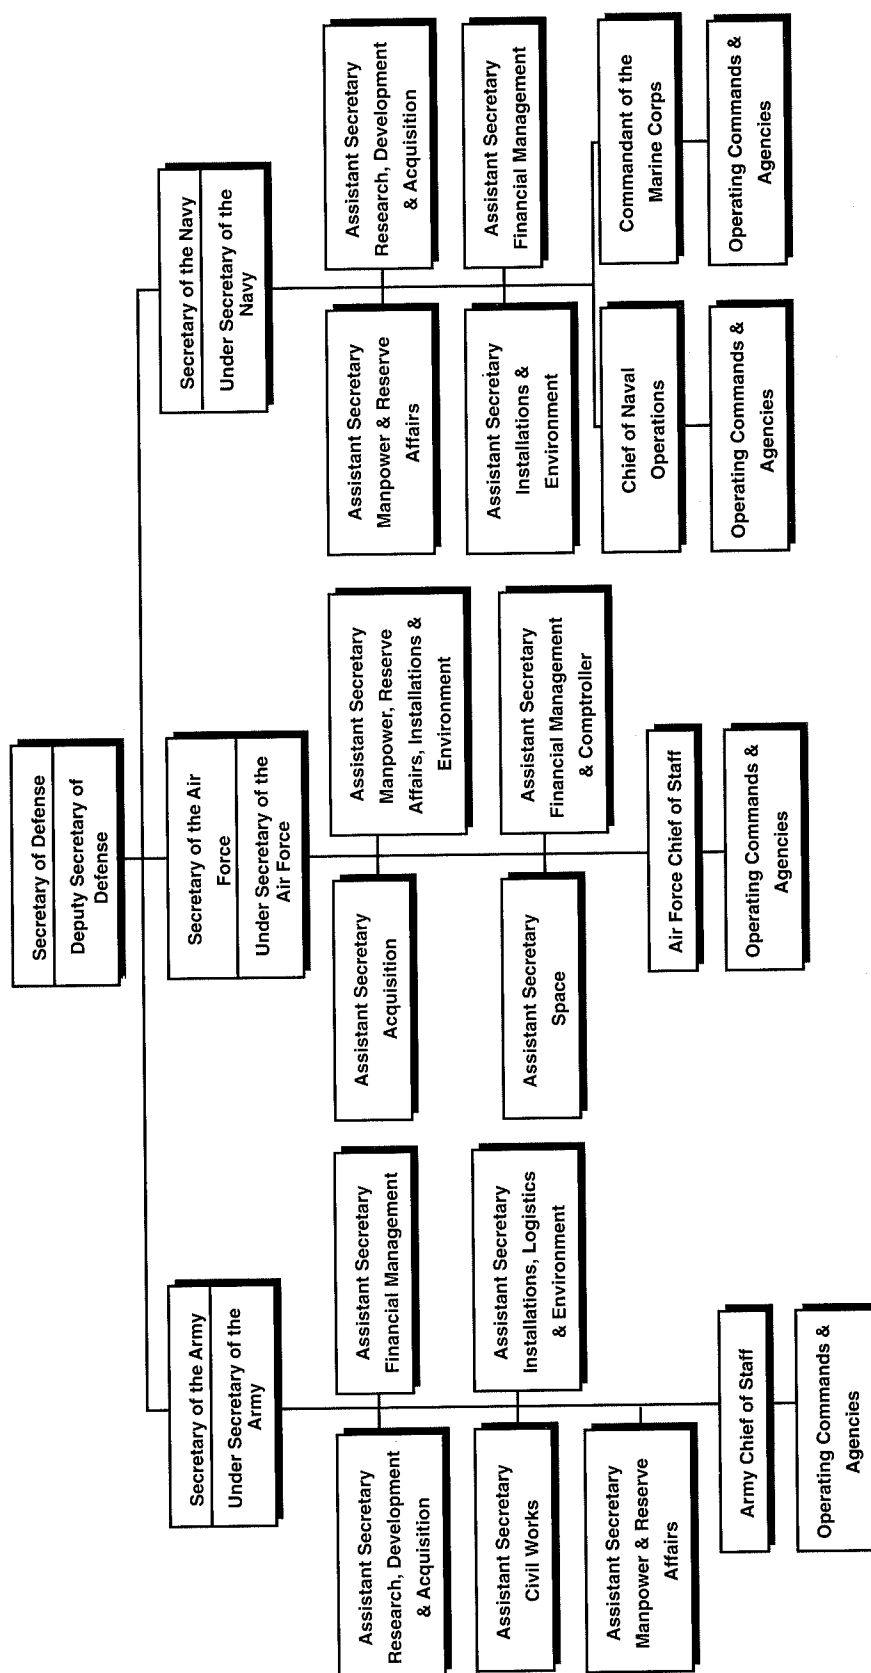 Secretary of Defense
Deputy Secretary of
Defense
Secretary of the Army
Under Secretary of the
Army
Secretary of the Air
Force
Under Secretary of the
Air Force
Secretary of the Navy
Under Secretary of the
Navy
Assistant Secretary
Research, Development
& Acquisition
Assistant Secretary
Financial Management
Assistant Secretary
Civil Works
Assistant Secretary
Installations, Logistics
& Environment
Assistant Secretary
Manpower & Reserve
Affairs
Army Chief of Staff
Operating Commands &
Agencies
Assistant Secretary
Acquisition
Assistant Secretary
Manpower, Reserve
Affairs, Installations &
Environment
Assistant Secretary
Space
Assistant Secretary
Financial Management
& Comptroller
Air Force Chief of Staff
Operating Commands &
Agencies
Assistant Secretary
Manpower & Reserve
Affairs
Assistant Secretary
Research, Development
& Acquisition
Assistant Secretary
Installations &
Environment
Assistant Secretary
Financial Management
Chief of Naval
Operations
Commandant of the
Marine Corps
Operating Commands &
Agencies
Operating Commands &
Agencies